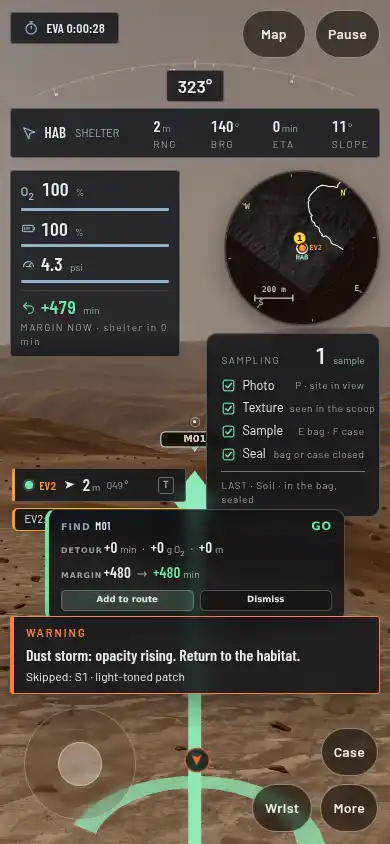 EVA 0:00:28
Map
Pause
323°
HAB SHELTER
2 m
RNG
140°
BRG
0 min
ETA
11°
SLOPE
O2 100 %
100 %
4.3 psi
+479 min
MARGIN NOW · shelter in 0
min
W
N
1
EV2
HAB
200 m
S
E
SAMPLING 1 sample
Photo P · site in view
Texture seen in the scoop
Sample E bag · F case
Seal bag or case closed
LAST · Soil · in the bag,
sealed
M01
EV2 2 m 049° T
EV2
FIND M01 GO
DETOUR +0 min · +0 g O2 · +0 m
MARGIN +480 → +480 min
Add to route
Dismiss
WARNING
Dust storm: opacity rising. Return to the habitat.
Skipped: S1 · light-toned patch
Case
Wrist
More